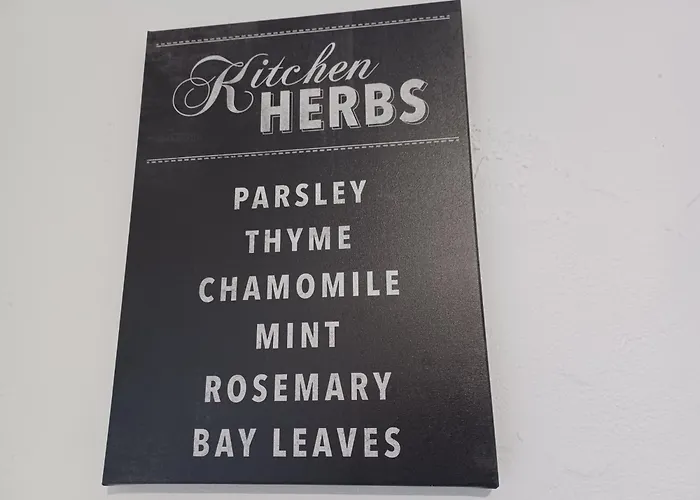 Kitchen
HERBS
PARSLEY
THYME
CHAMOMILE
MINT
ROSEMARY
BAY LEAVES